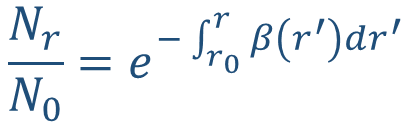 N_r/N_0 = e^{-∫_{r_0}^{r} β(r′)dr′}